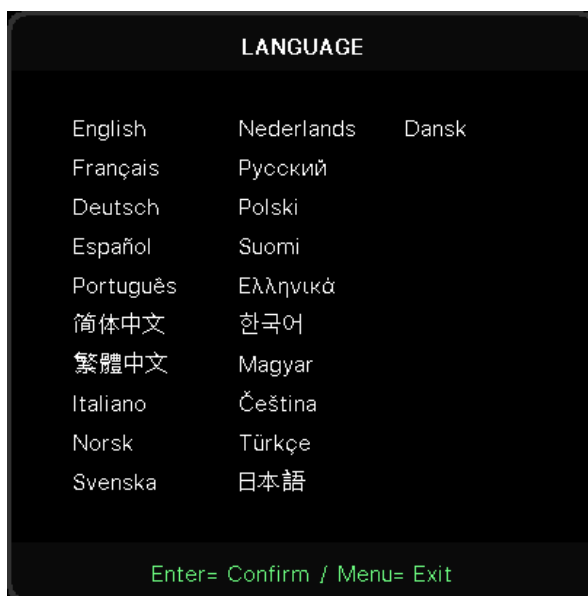 LANGUAGE
English Nederlands Dansk
Français Русский
Deutsch Polski
Español Suomi
Português Ελληνικά
简体中文 한국어
繁體中文 Magyar
Italiano Čeština
Norsk Türkçe
Svenska 日本語
Enter= Confirm / Menu= Exit